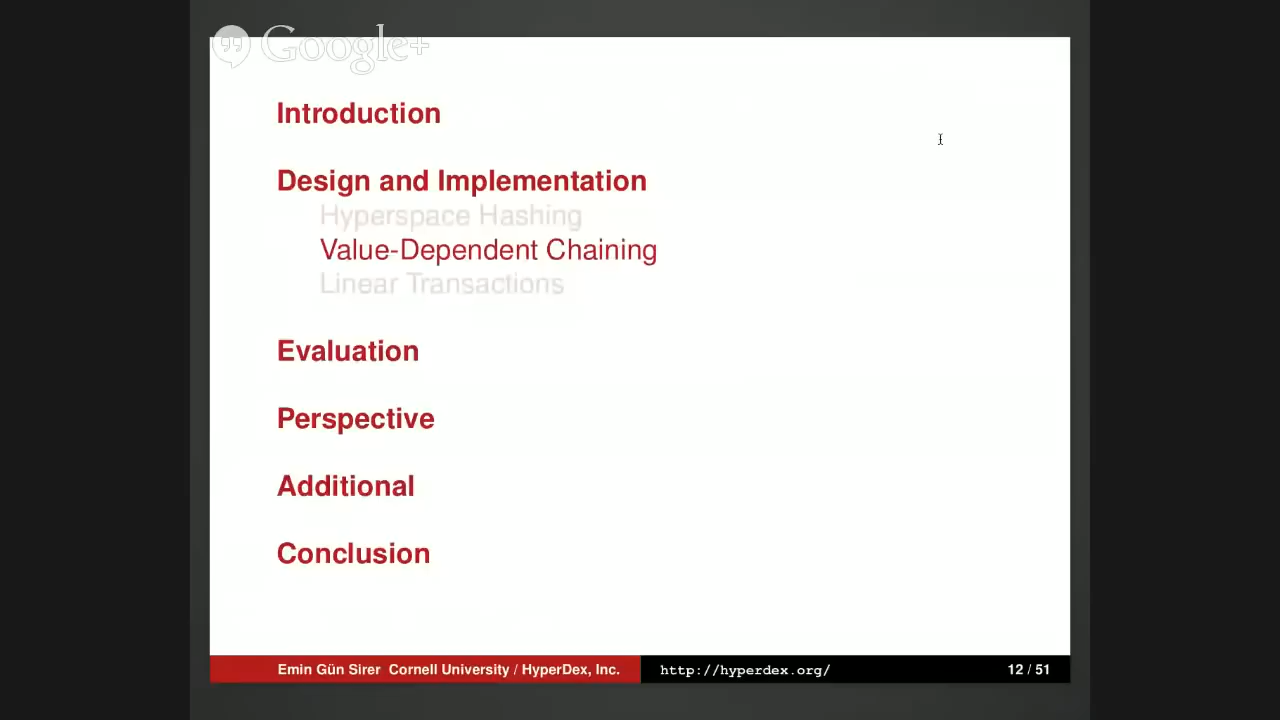 Google+
Introduction
Design and Implementation
Hyperspace Hashing
Value-Dependent Chaining
Linear Transactions
Evaluation
Perspective
Additional
Conclusion
Emin Gün Sirer Cornell University / HyperDex, Inc. http://hyperdex.org/ 12 / 51